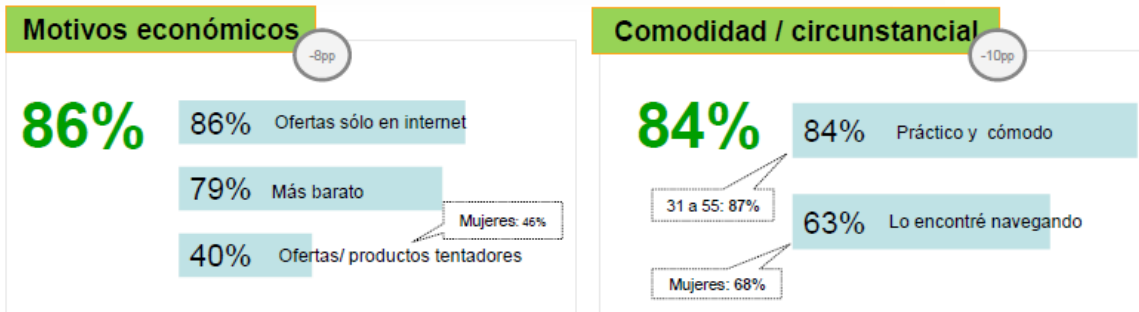 Motivos económicos
-8pp
86%
86% Ofertas sólo en internet
79% Más barato
Mujeres: 46%
40% Ofertas/ productos tentadores
Comodidad / circunstancial
-10pp
84%
84% Práctico y cómodo
31 a 55: 87%
63% Lo encontré navegando
Mujeres: 68%